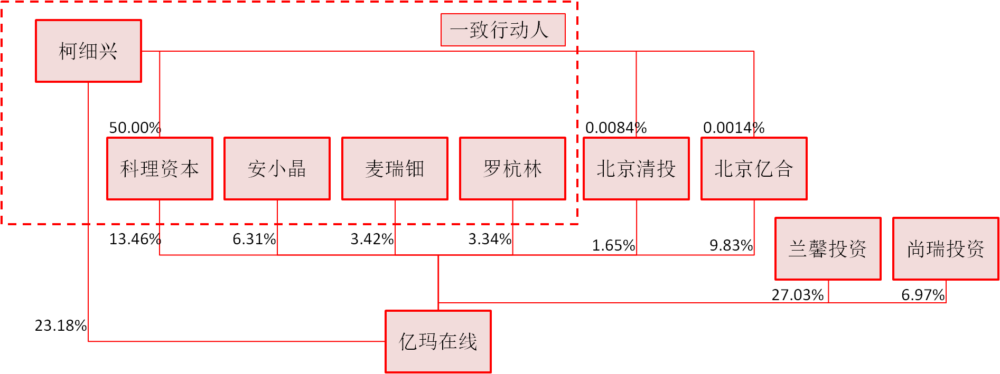 一致行动人
柯细兴
50.00%
0.0084%
0.0014%
科理资本
安小晶
麦瑞钿
罗杭林
北京清投
北京亿合
13.46%
6.31%
3.42%
3.34%
1.65%
9.83%
兰馨投资
尚瑞投资
27.03%
6.97%
23.18%
亿玛在线